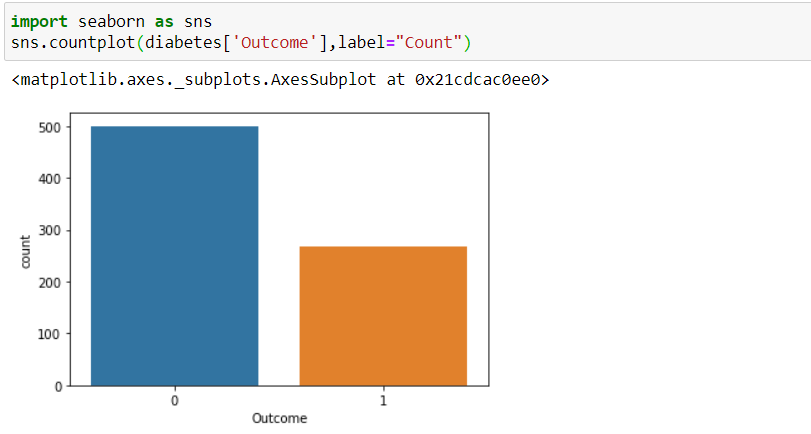 import seaborn as sns
sns.countplot(diabetes['Outcome'],label="Count")
<matplotlib.axes._subplots.AxesSubplot at 0x21cdcac0ee0>
500
400
300
200
100
0
count
0 1
Outcome